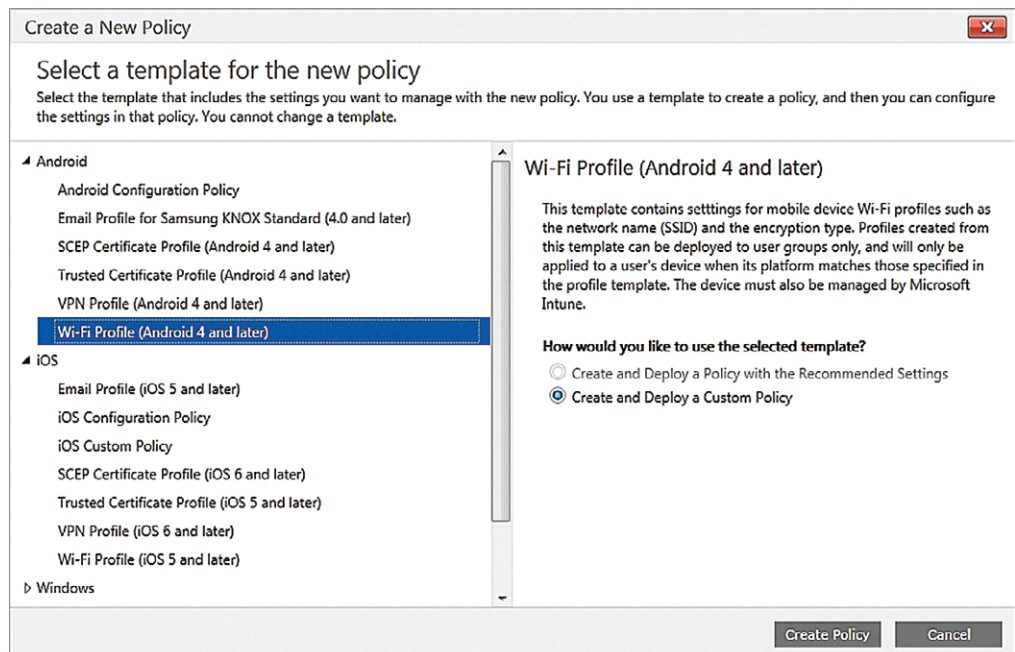 Create a New Policy
Select a template for the new policy
Select the template that includes the settings you want to manage with the new policy. You use a template to create a policy, and then you can configure
the settings in that policy. You cannot change a template.
Android
Android Configuration Policy
Email Profile for Samsung KNOX Standard (4.0 and later)
SCEP Certificate Profile (Android 4 and later)
Trusted Certificate Profile (Android 4 and later)
VPN Profile (Android 4 and later)
Wi-Fi Profile (Android 4 and later)
iOS
Email Profile (iOS 5 and later)
iOS Configuration Policy
iOS Custom Policy
SCEP Certificate Profile (iOS 6 and later)
Trusted Certificate Profile (iOS 5 and later)
VPN Profile (iOS 6 and later)
Wi-Fi Profile (iOS 5 and later)
Windows
Wi-Fi Profile (Android 4 and later)
This template contains setttings for mobile device Wi-Fi profiles such as
the network name (SSID) and the encryption type. Profiles created from
this template can be deployed to user groups only, and will only be
applied to a user's device when its platform matches those specified in
the profile template. The device must also be managed by Microsoft
Intune.
How would you like to use the selected template?
Create and Deploy a Policy with the Recommended Settings
Create and Deploy a Custom Policy
Create Policy
Cancel